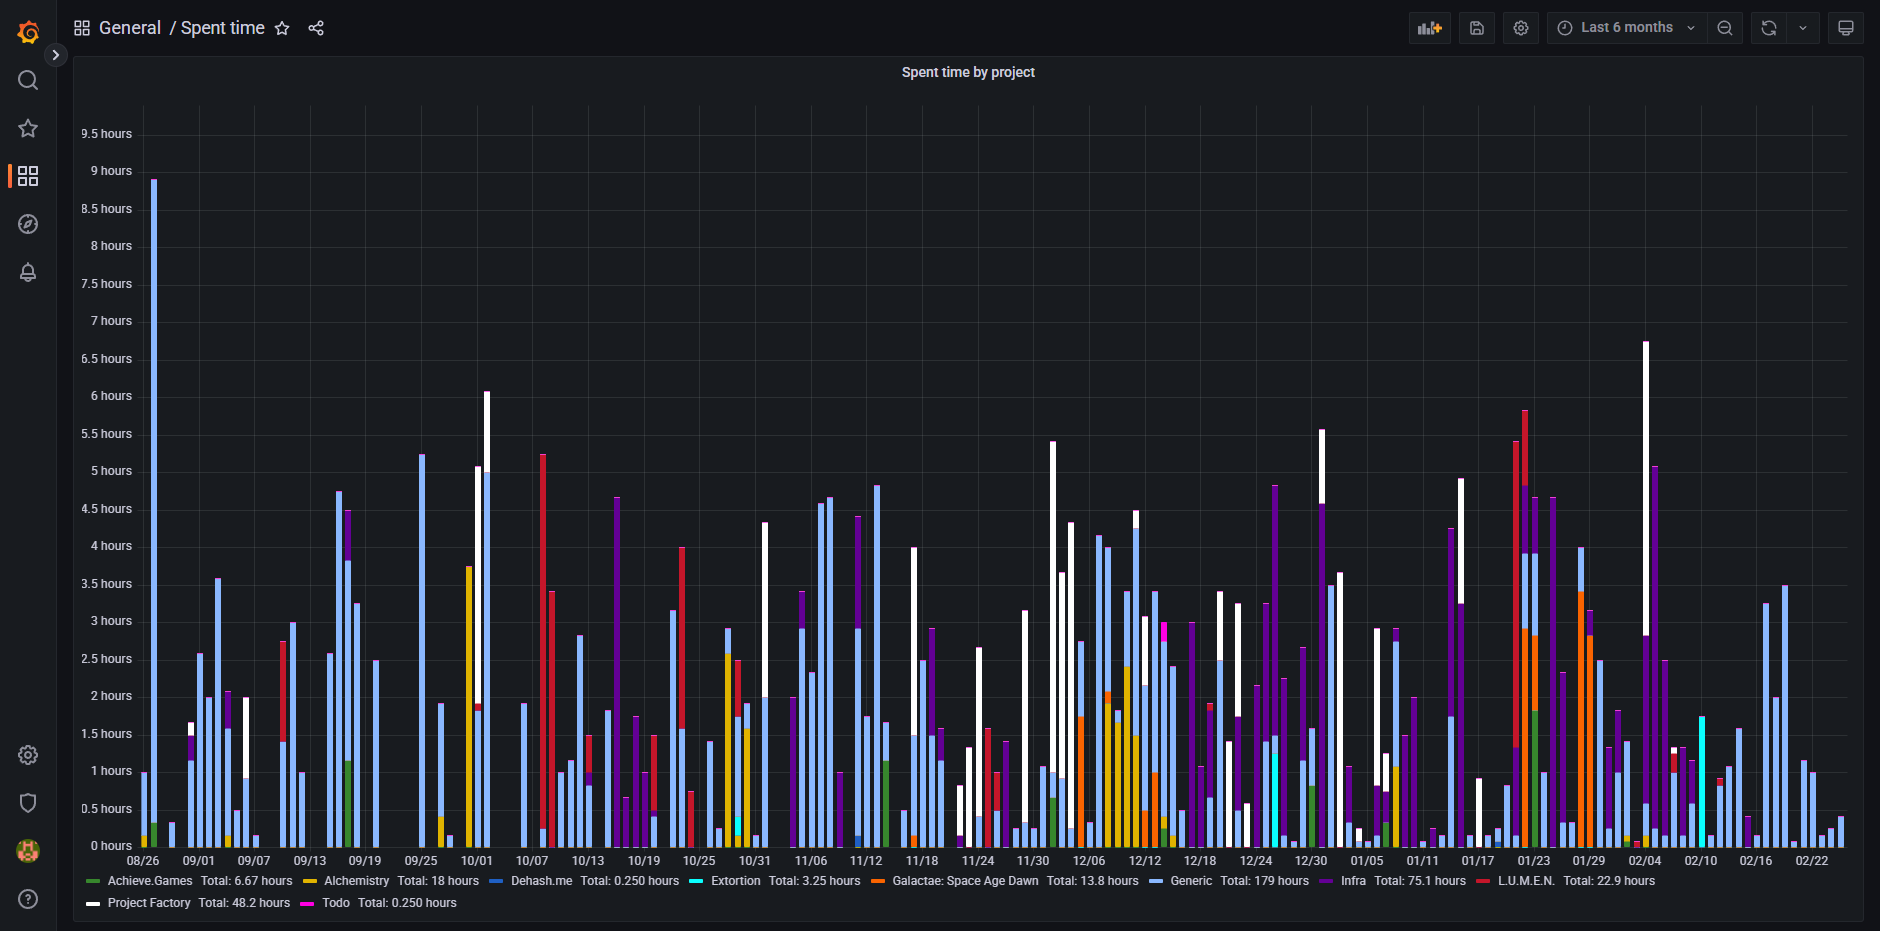 General / Spent time
Last 6 months
Spent time by project
9.5 hours
9 hours
8.5 hours
8 hours
7.5 hours
7 hours
6.5 hours
6 hours
5.5 hours
5 hours
4.5 hours
4 hours
3.5 hours
3 hours
2.5 hours
2 hours
1.5 hours
1 hours
0.5 hours
0 hours
08/26 09/01 09/07 09/13 09/19 09/25 10/01 10/07 10/13 10/19 10/25 10/31 11/06 11/12 11/18 11/24 11/30 12/06 12/12 12/18 12/24 12/30 01/05 01/11 01/17 01/23 01/29 02/04 02/10 02/16 02/22
Achieve.Games Total: 6.67 hours Alchemistry Total: 18 hours Dehash.me Total: 0.250 hours Extortion Total: 3.25 hours Galactae: Space Age Dawn Total: 13.8 hours Generic Total: 179 hours Infra Total: 75.1 hours L.U.M.E.N. Total: 22.9 hours
Project Factory Total: 48.2 hours Todo Total: 0.250 hours